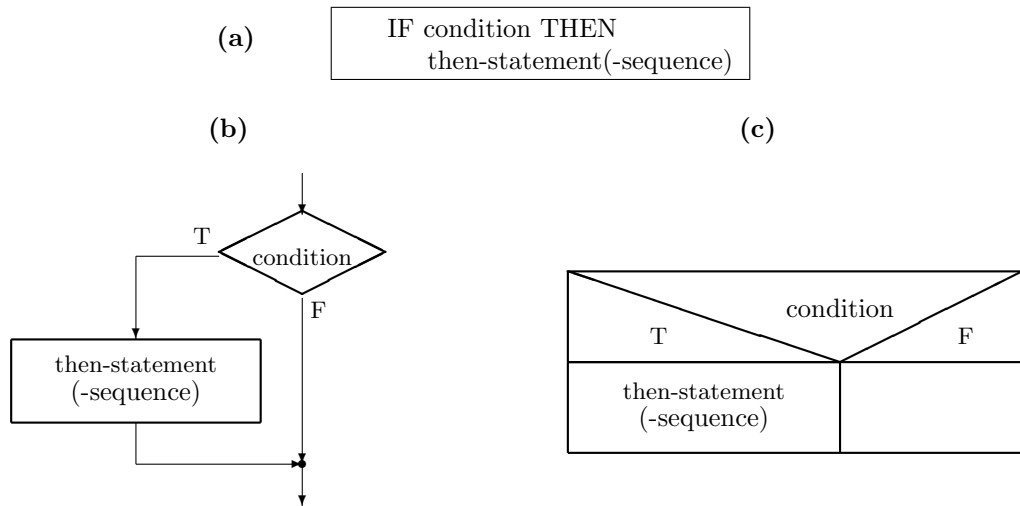 (a)
IF condition THEN
then-statement(-sequence)
(b)
(c)
T
condition
F
then-statement
(-sequence)
condition
T
F
then-statement
(-sequence)